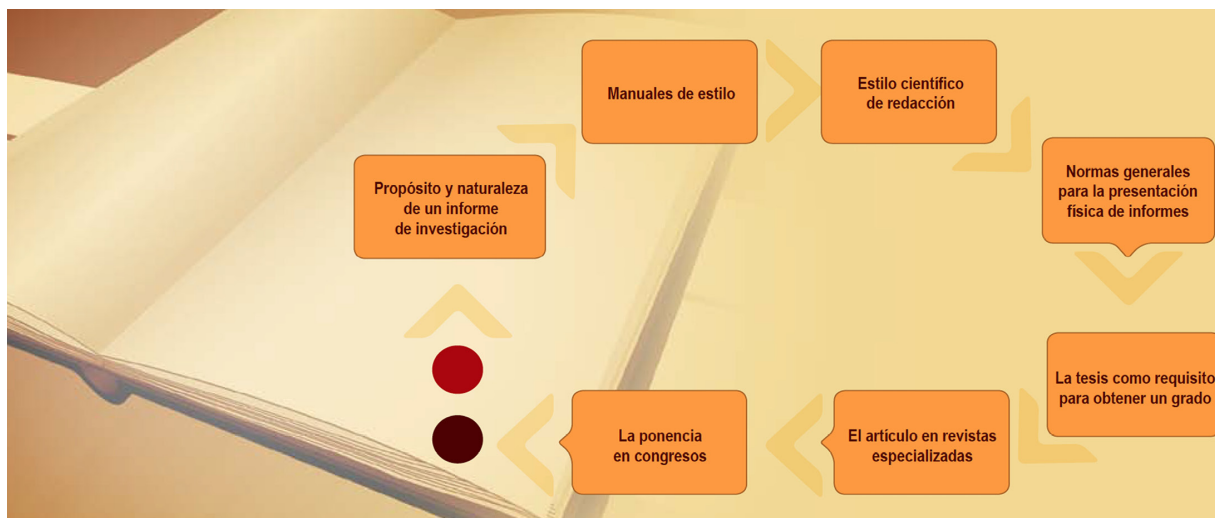 Propósito y naturaleza
de un informe
de investigación
Manuales de estilo
Estilo científico
de redacción
Normas generales
para la presentación
física de informes
La tesis como requisito
para obtener un grado
El artículo en revistas
especializadas
La ponencia
en congresos